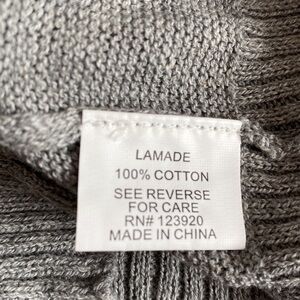 LAMADE
100% COTTON
SEE REVERSE
FOR CARE
RN# 123920
MADE IN CHINA